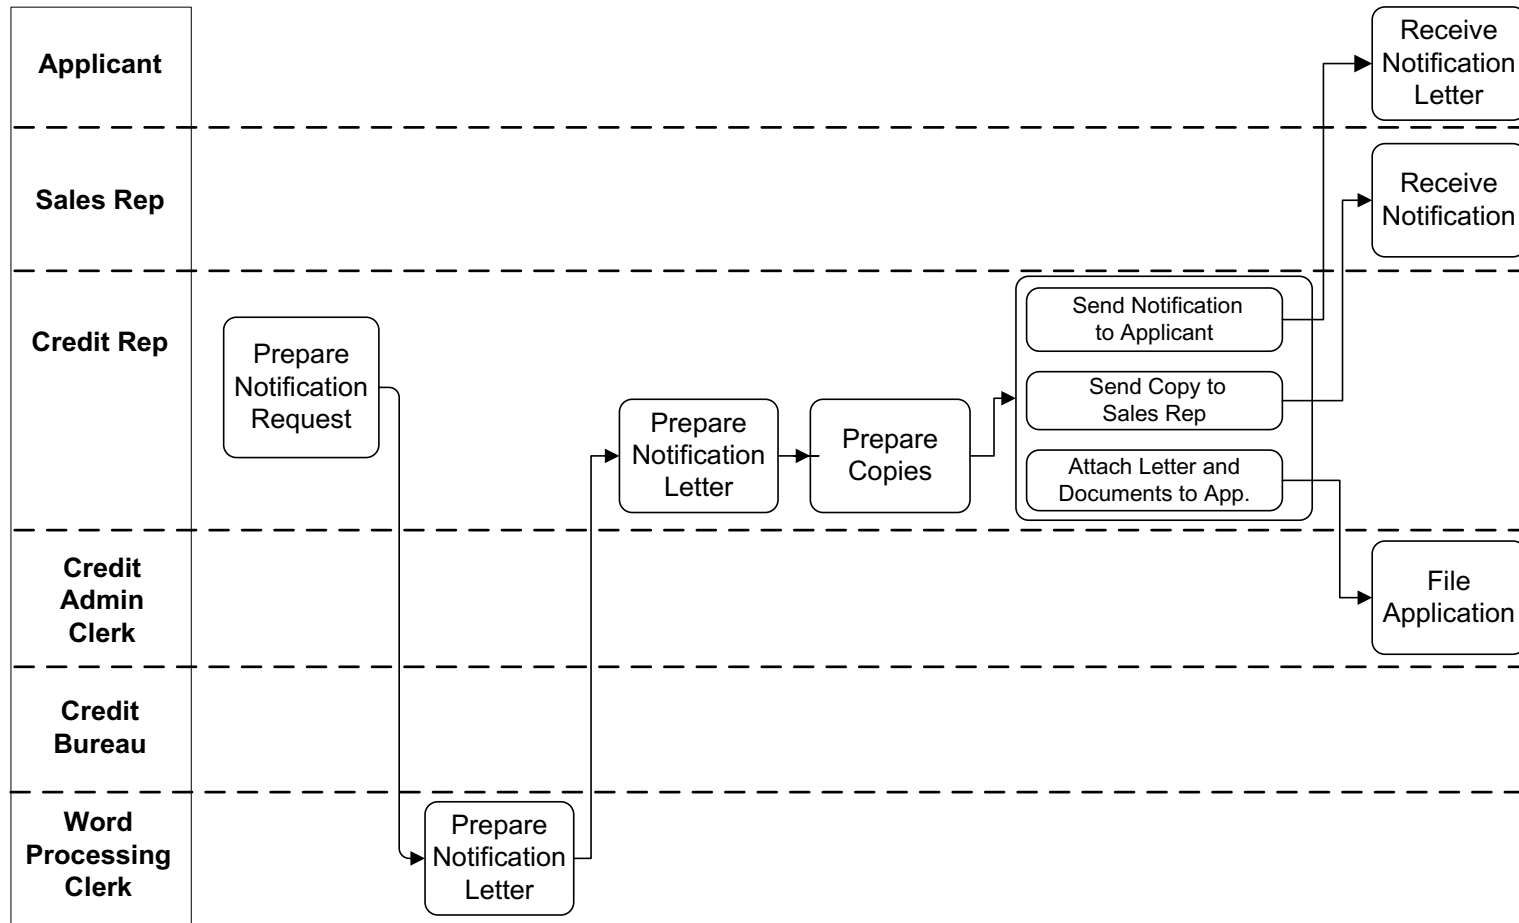 Applicant
Receive
Notification
Letter
Sales Rep
Receive
Notification
Credit Rep
Prepare
Notification
Request
Prepare
Notification
Letter
Prepare
Copies
Send Notification
to Applicant
Send Copy to
Sales Rep
Attach Letter and
Documents to App.
Credit
Admin
Clerk
File
Application
Credit
Bureau
Word
Processing
Clerk
Prepare
Notification
Letter